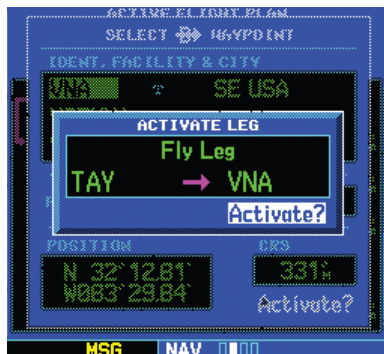 ACTIVE FLIGHT PLAN
SELECT WAYPOINT
IDENT, FACILITY & CITY
VNA SE USA
ACTIVATE LEG
Fly Leg
TAY → VNA
Activate?
POSITION CRS
N 32°12.81' 331°M
W083°29.84'
Activate?
MSG NAV